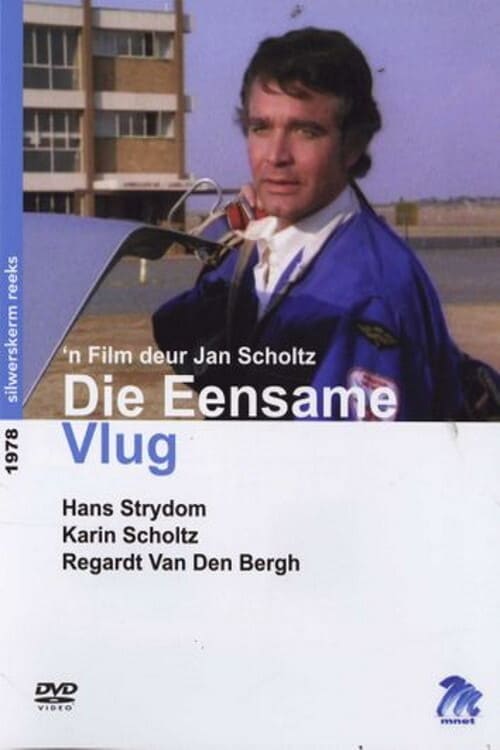 silwerskerm reeks
1978
'n Film deur Jan Scholtz
Die Eensame
Vlug
Hans Strydom
Karin Scholtz
Regardt Van Den Bergh
DVD
VIDEO
mnet